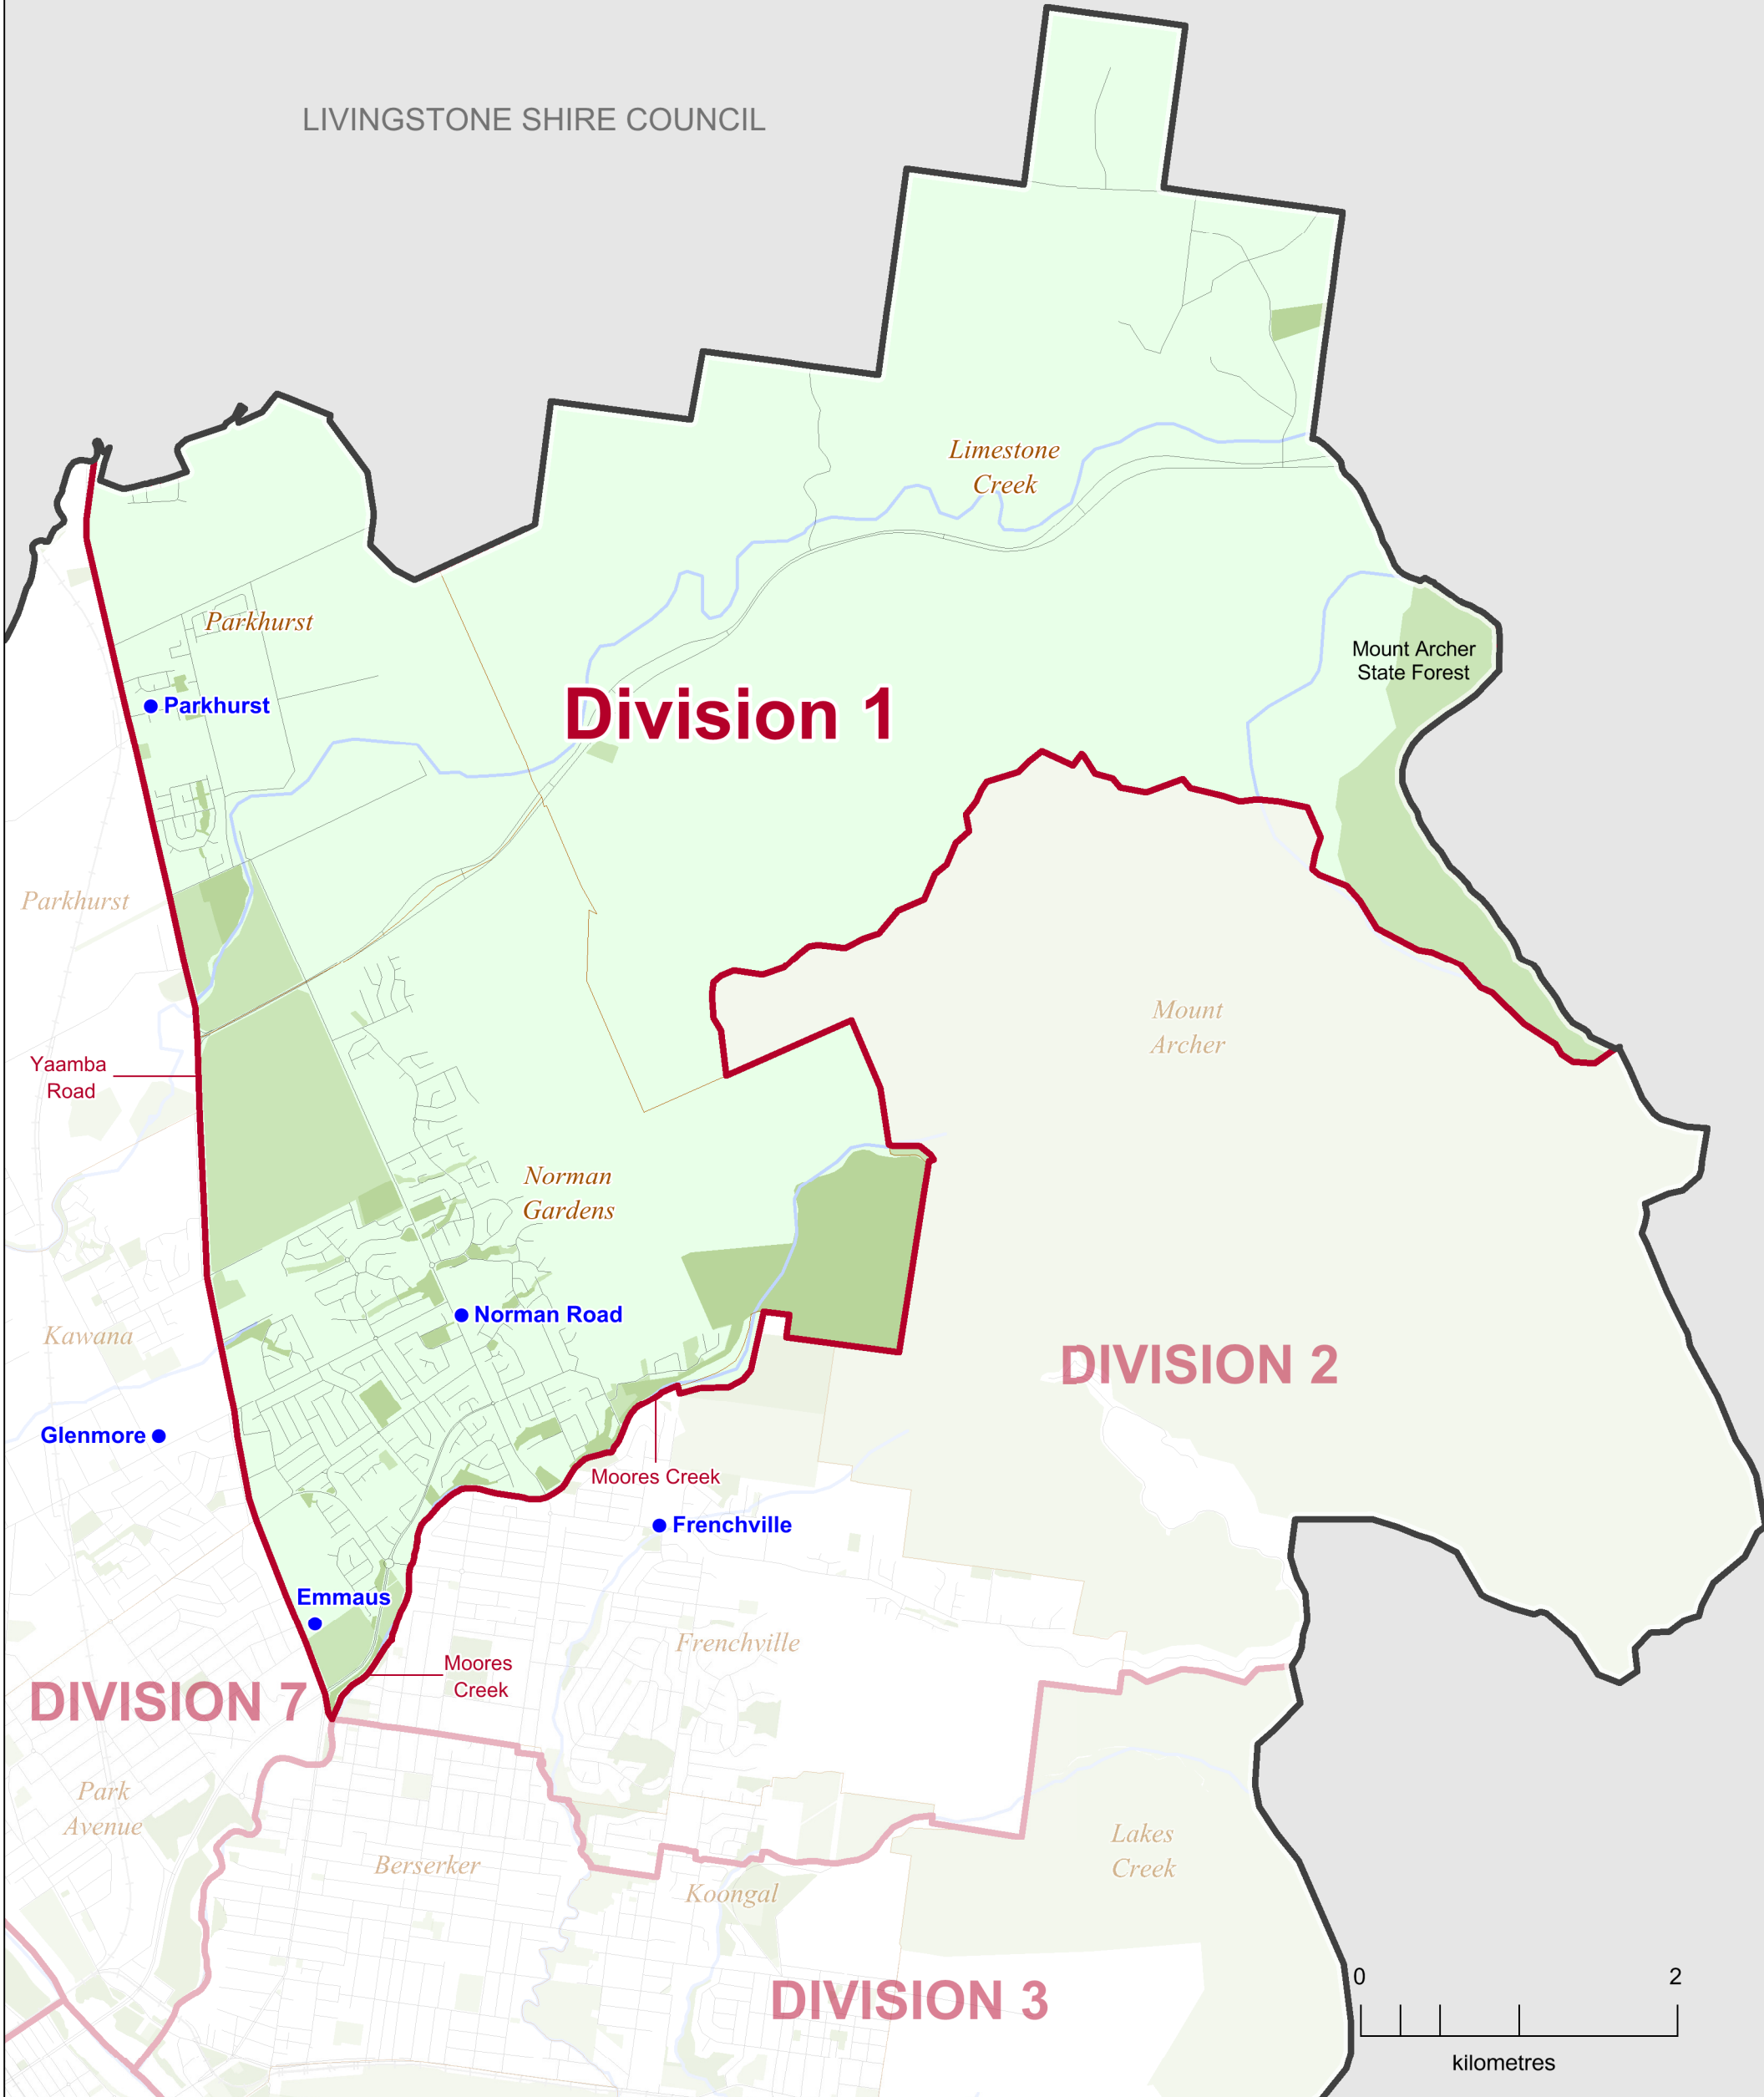 LIVINGSTONE SHIRE COUNCIL
Limestone
Creek
Parkhurst
Mount Archer
State Forest
Parkhurst
Division 1
Parkhurst
Mount
Archer
Yaamba
Road
Norman
Gardens
Norman Road
Kawana
DIVISION 2
Glenmore
Moores Creek
Frenchville
Emmaus
Frenchville
Moores
Creek
DIVISION 7
Park
Avenue
Lakes
Creek
Berserker
Koongal
0 2
DIVISION 3
kilometres